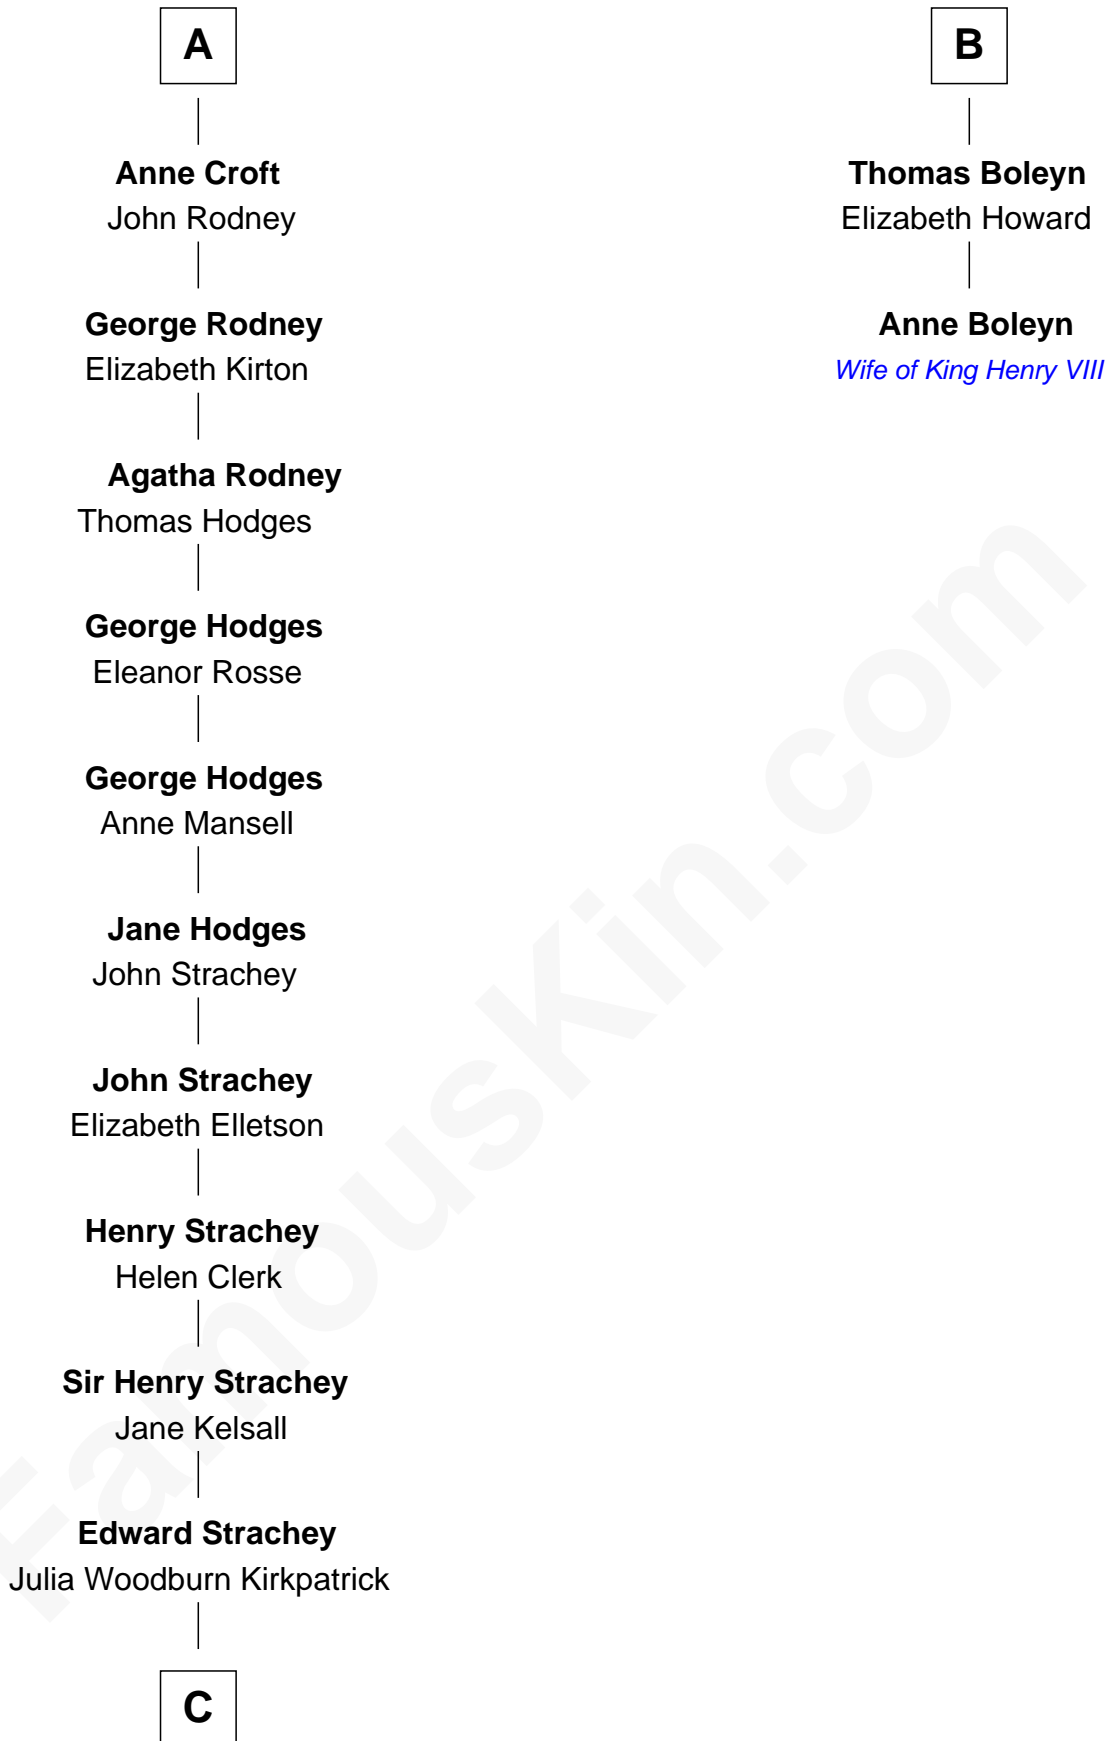 A
Anne Croft
John Rodney
George Rodney
Elizabeth Kirton
Agatha Rodney
Thomas Hodges
George Hodges
Eleanor Rosse
George Hodges
Anne Mansell
Jane Hodges
John Strachey
John Strachey
Elizabeth Elletson
Henry Strachey
Helen Clerk
Sir Henry Strachey
Jane Kelsall
Edward Strachey
Julia Woodburn Kirkpatrick
C
B
Thomas Boleyn
Elizabeth Howard
Anne Boleyn
Wife of King Henry VIII
FamousKin.com